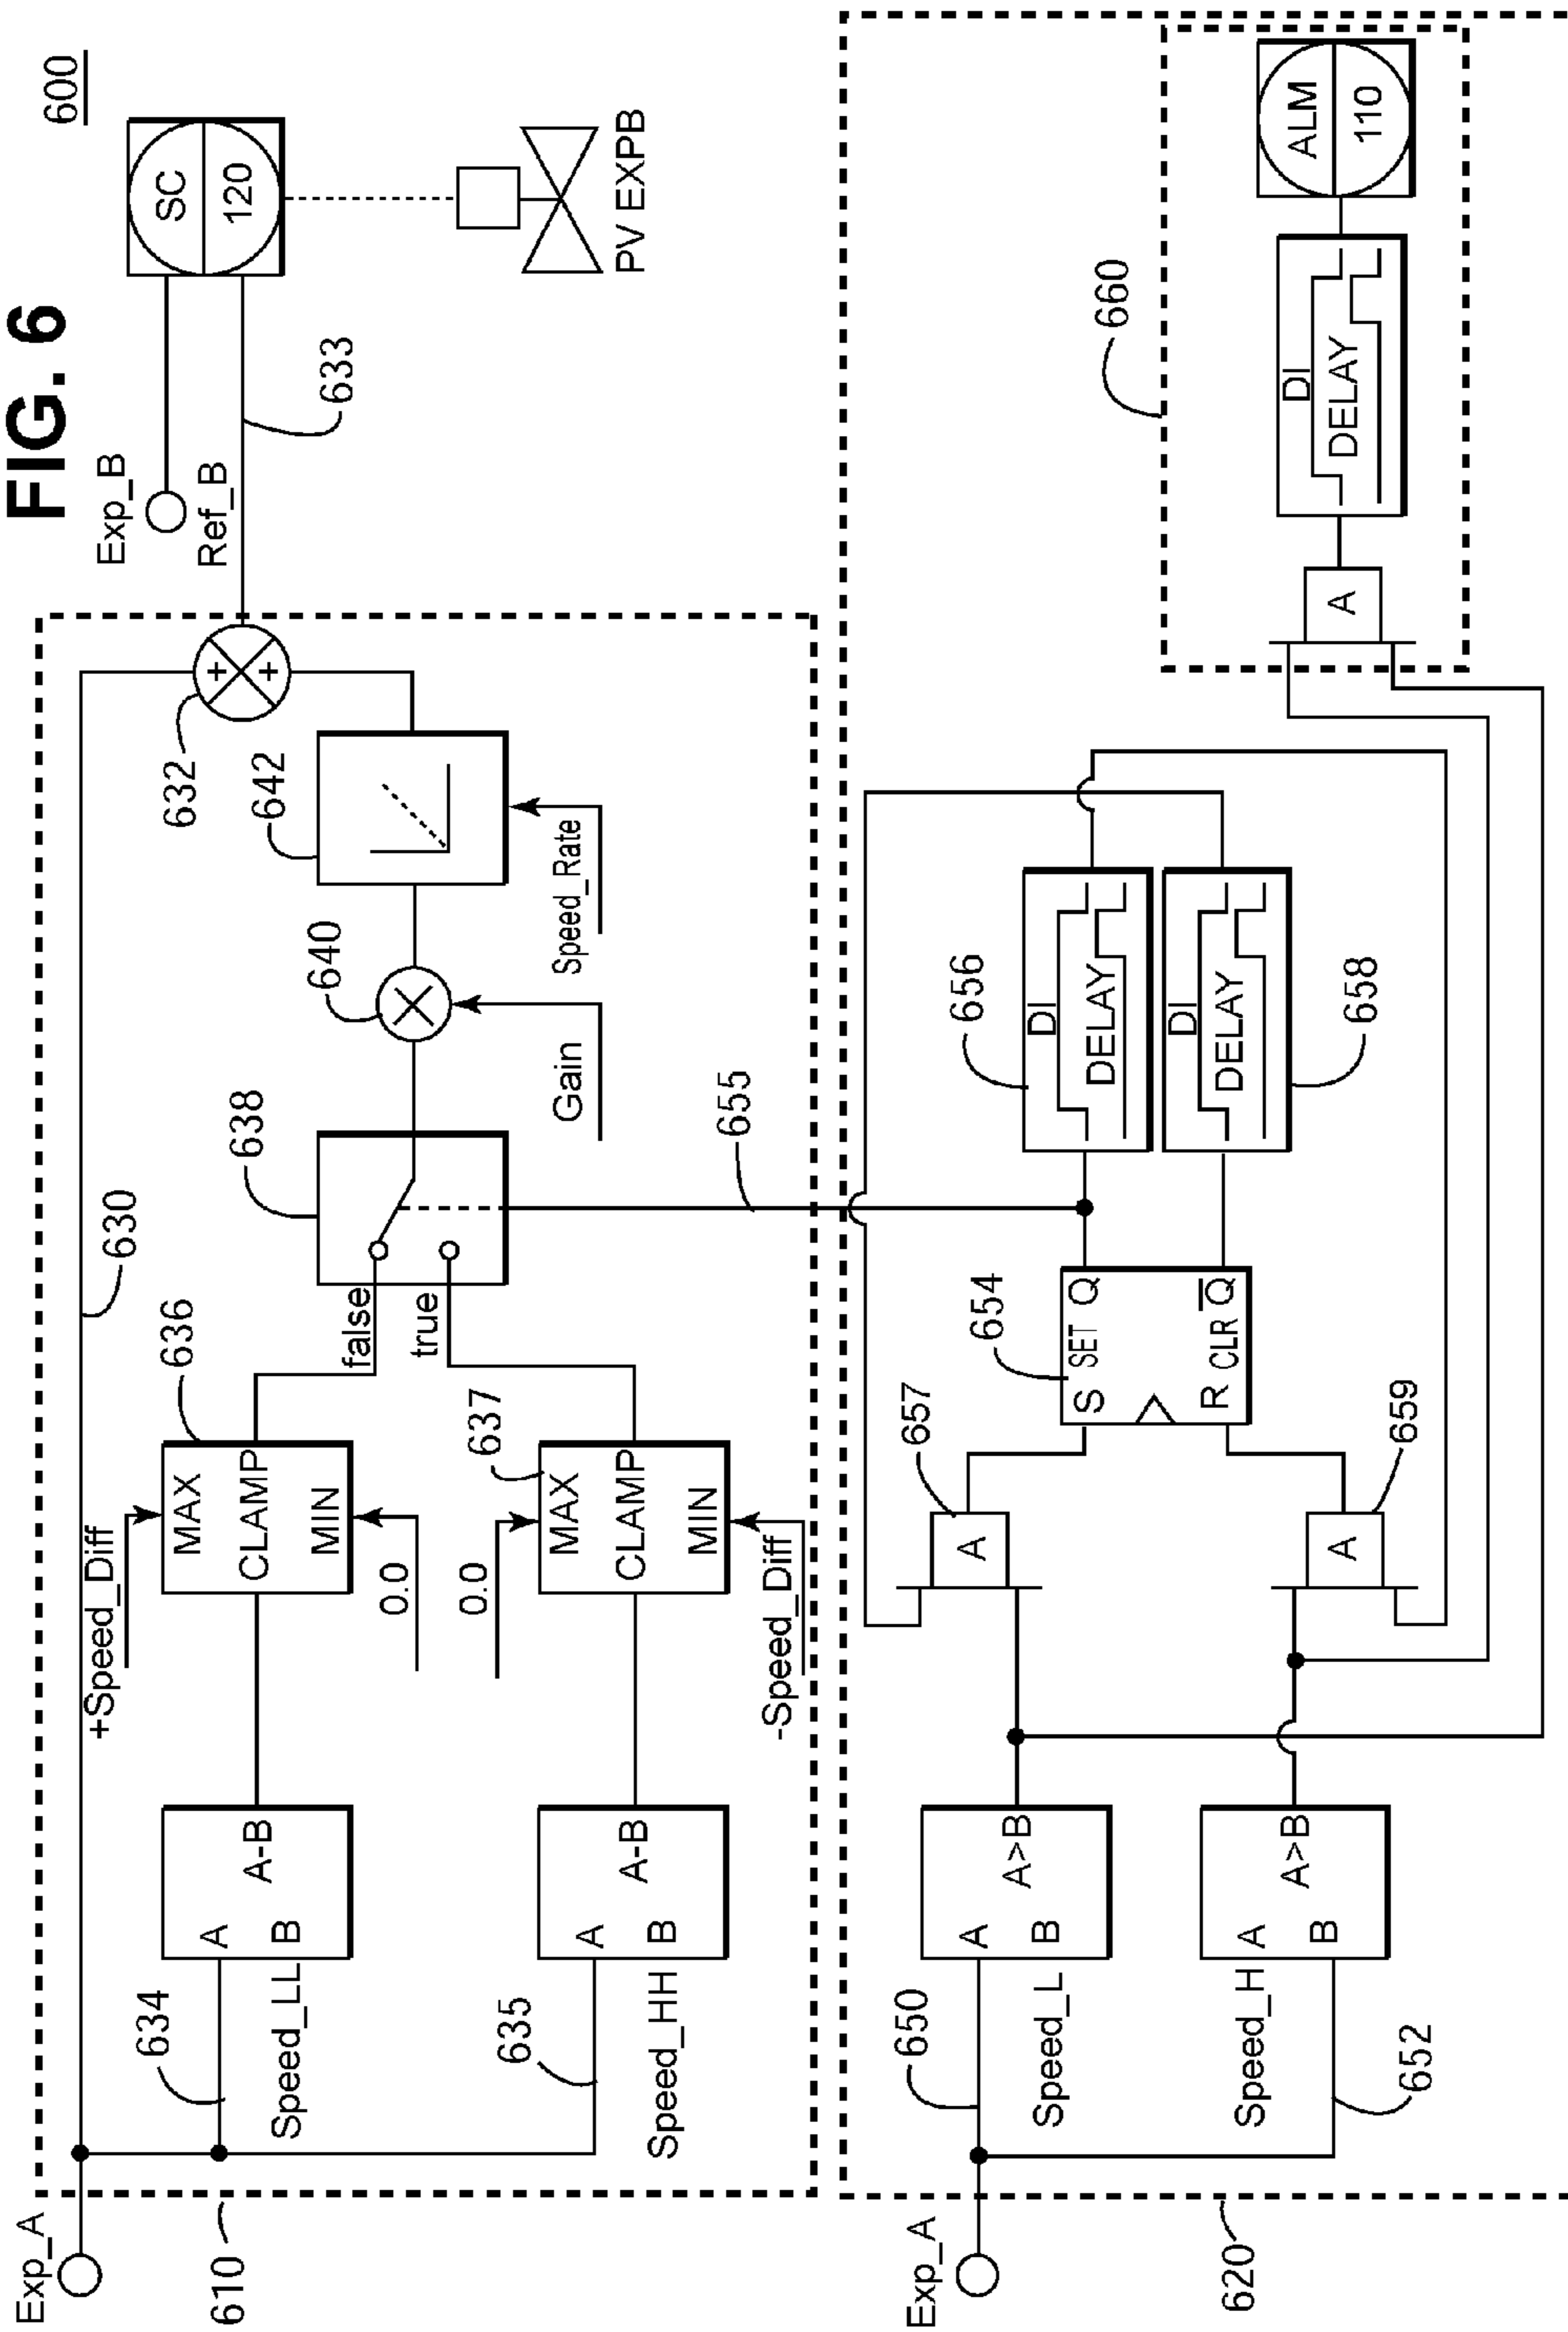 FIG. 6
600
Exp_A
610
630
634
A
B
A-B
Speed_LL
+Speed_Diff
636
MAX
CLAMP
MIN
0.0
635
A
B
A-B
Speed_HH
0.0
637
MAX
CLAMP
MIN
-Speed_Diff
false
true
638
640
Gain
642
Speed_Rate
632
+
+
Exp_B
Ref_B
633
SC
120
PV EXPB
655
Exp_A
620
650
A
B
A>B
Speed_L
Speed_H
A
B
A>B
652
657
A
A
659
654
S
SET
Q
R
CLR
Q̅
656
DI
DELAY
DI
DELAY
658
660
A
DI
DELAY
ALM
110